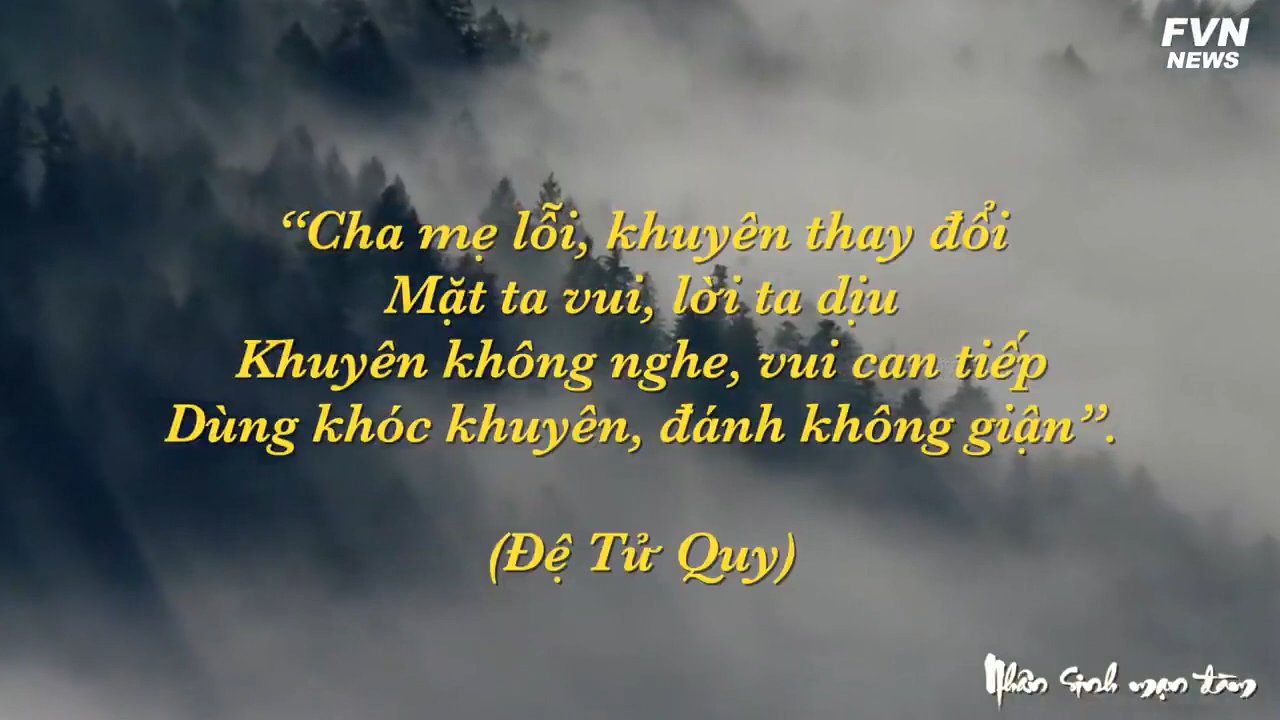 FVN
NEWS
“Cha mẹ lỗi, khuyên thay đổi
Mặt ta vui, lời ta dịu
Khuyên không nghe, vui can tiếp
Dùng khóc khuyên, đánh không giận”.
(Đệ Tử Quy)
Nhân sinh mạn đàm